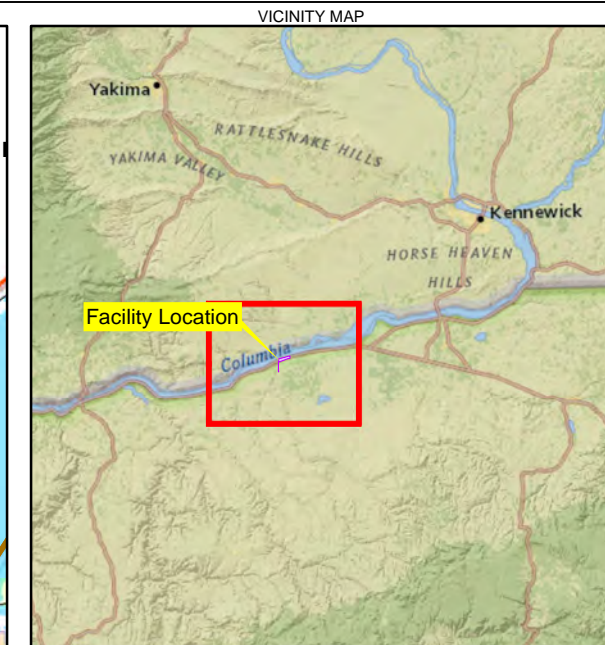 VICINITY MAP
Yakima
RATTLESNAKE HILLS
YAKIMA VALLEY
Kennewick
HORSE HEAVEN
HILLS
Facility Location
Columbia